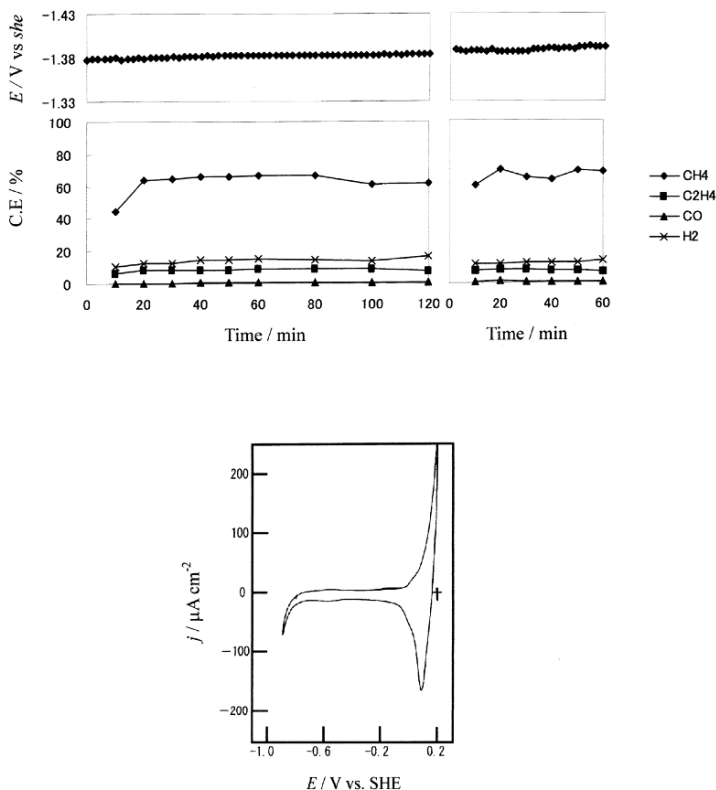 E / V vs she
−1.43
−1.38
−1.33
C.E / %
100
80
60
40
20
0
0 20 40 60 80 100 120
Time / min
0 20 40 60
Time / min
CH4
C2H4
CO
H2
j / μA cm-2
200
100
0
−100
−200
-1.0 -0.6 -0.2 0.2
E / V vs. SHE